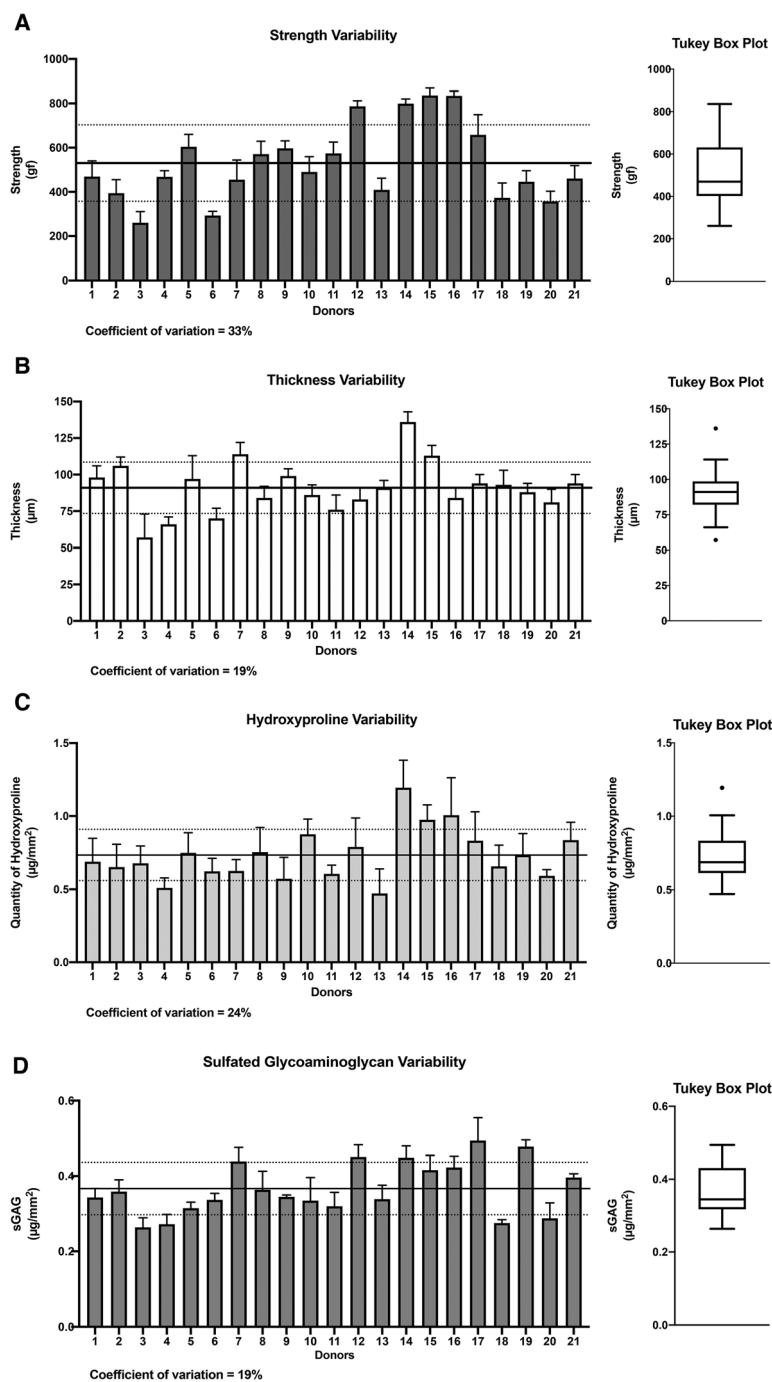 A
Strength Variability
Tukey Box Plot
1000
800
600
400
200
0
Strength
(gf)
1 2 3 4 5 6 7 8 9 10 11 12 13 14 15 16 17 18 19 20 21
Donors
Coefficient of variation = 33%
1000
800
600
400
200
0
Strength
(gf)
B
Thickness Variability
Tukey Box Plot
150
125
100
75
50
25
0
Thickness
(µm)
1 2 3 4 5 6 7 8 9 10 11 12 13 14 15 16 17 18 19 20 21
Donors
Coefficient of variation = 19%
150
125
100
75
50
25
0
Thickness
(µm)
C
Hydroxyproline Variability
Tukey Box Plot
1.5
1.0
0.5
0.0
Quantity of Hydroxyproline
(µg/mm²)
1 2 3 4 5 6 7 8 9 10 11 12 13 14 15 16 17 18 19 20 21
Donors
Coefficient of variation = 24%
1.5
1.0
0.5
0.0
Quantity of Hydroxyproline
(µg/mm²)
D
Sulfated Glycoaminoglycan Variability
Tukey Box Plot
0.6
0.4
0.2
0.0
sGAG
(µg/mm²)
1 2 3 4 5 6 7 8 9 10 11 12 13 14 15 16 17 18 19 20 21
Donors
Coefficient of variation = 19%
0.6
0.4
0.2
0.0
sGAG
(µg/mm²)